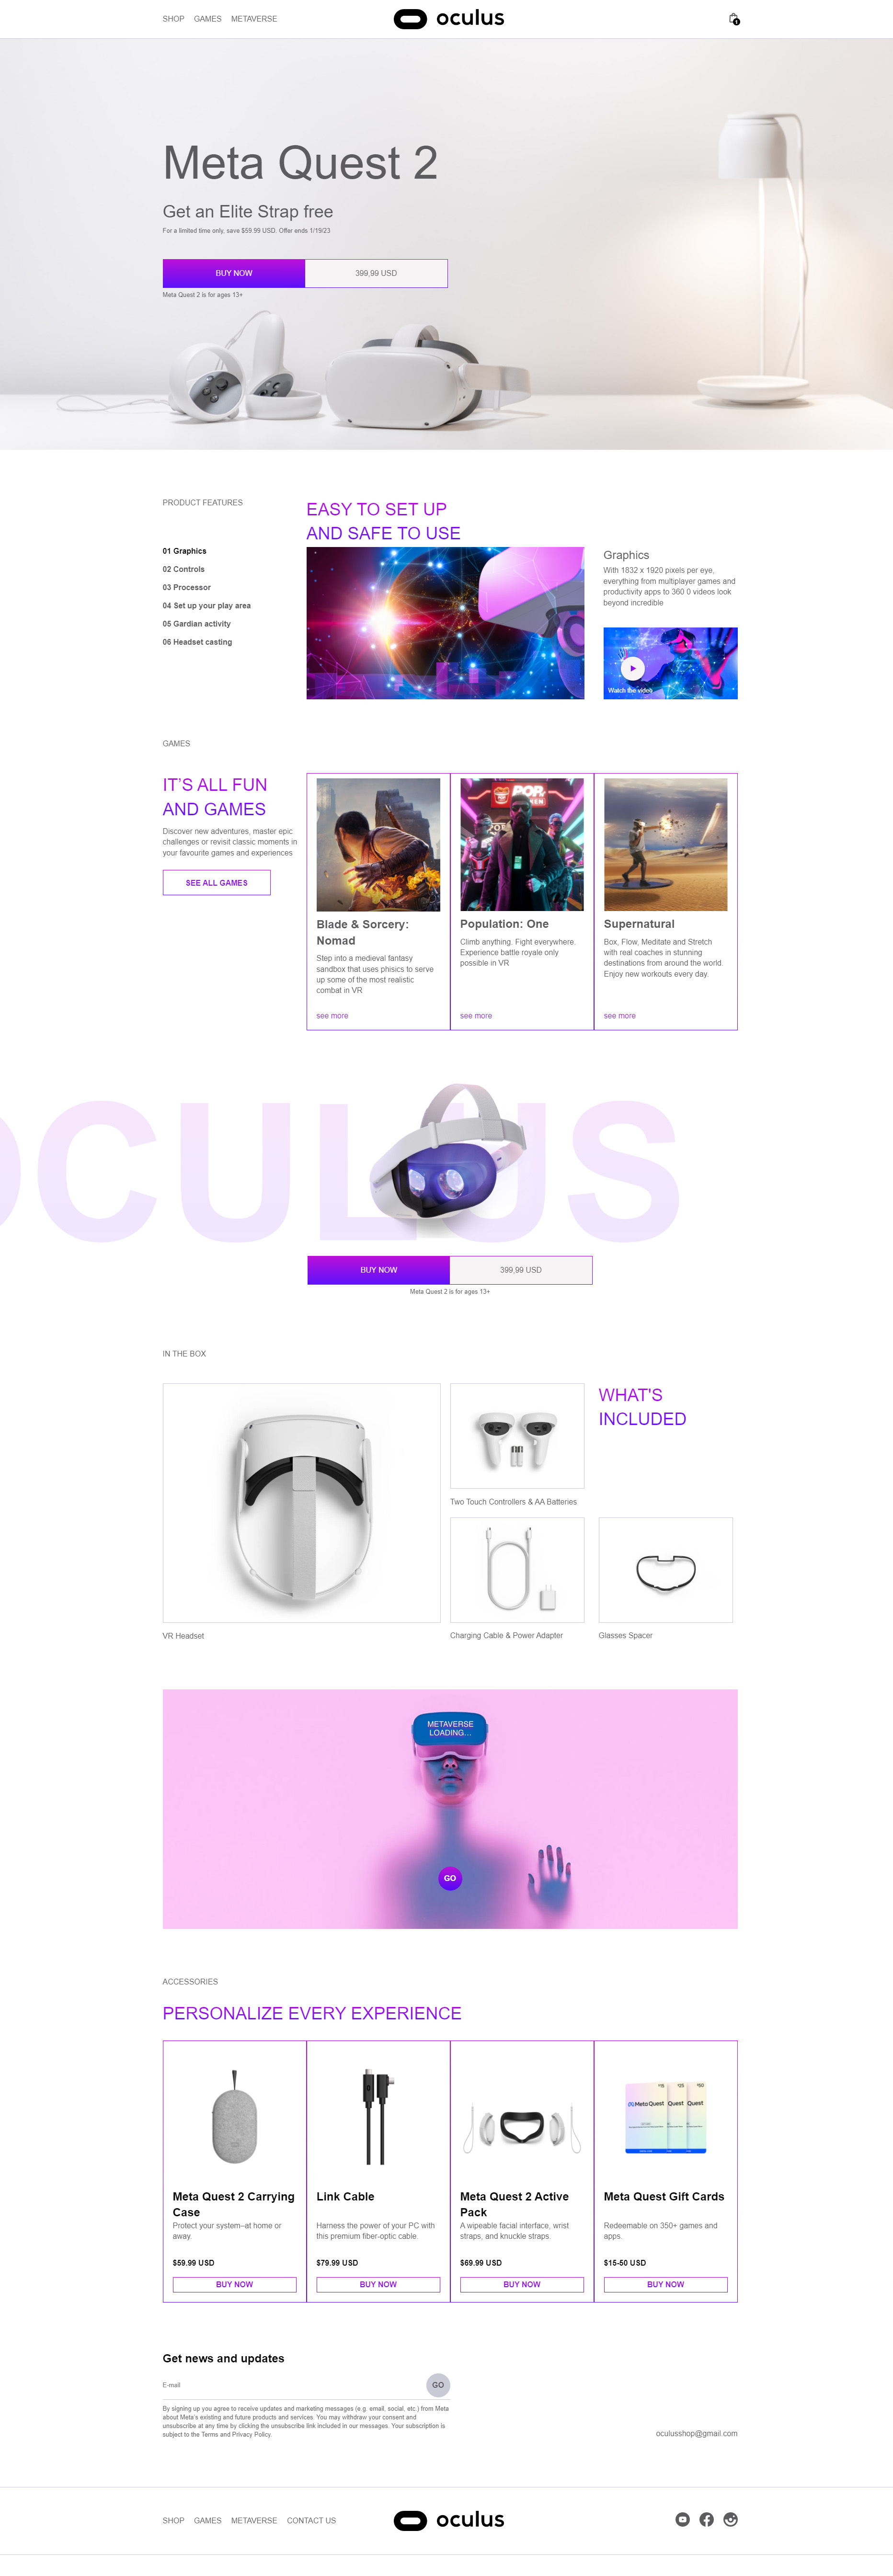 SHOP GAMES METAVERSE
oculus
1
Meta Quest 2
Get an Elite Strap free
For a limited time only, save $59.99 USD. Offer ends 1/19/23
BUY NOW 399,99 USD
Meta Quest 2 is for ages 13+
PRODUCT FEATURES
EASY TO SET UP
AND SAFE TO USE
01 Graphics
02 Controls
03 Processor
04 Set up your play area
05 Gardian activity
06 Headset casting
Graphics
With 1832 x 1920 pixels per eye,
everything from multiplayer games and
productivity apps to 360 0 videos look
beyond incredible
Watch the video
GAMES
IT'S ALL FUN
AND GAMES
Discover new adventures, master epic
challenges or revisit classic moments in
your favourite games and experiences
SEE ALL GAMES
Blade & Sorcery:
Nomad
Step into a medieval fantasy
sandbox that uses phisics to serve
up some of the most realistic
combat in VR
see more
POP.
Population: One
Climb anything. Fight everywhere.
Experience battle royale only
possible in VR
see more
Supernatural
Box, Flow, Meditate and Stretch
with real coaches in stunning
destinations from around the world.
Enjoy new workouts every day.
see more
OCULUS
BUY NOW 399,99 USD
Meta Quest 2 is for ages 13+
IN THE BOX
WHAT'S
INCLUDED
Two Touch Controllers & AA Batteries
VR Headset
Charging Cable & Power Adapter
Glasses Spacer
METAVERSE
LOADING...
GO
ACCESSORIES
PERSONALIZE EVERY EXPERIENCE
Meta Quest 2 Carrying
Case
Protect your system–at home or
away.
$59.99 USD
BUY NOW
Link Cable
Harness the power of your PC with
this premium fiber-optic cable.
$79.99 USD
BUY NOW
Meta Quest 2 Active
Pack
A wipeable facial interface, wrist
straps, and knuckle straps.
$69.99 USD
BUY NOW
$15 $25 $50
Meta Quest Quest Quest
Meta Quest Gift Cards
Redeemable on 350+ games and
apps.
$15-50 USD
BUY NOW
Get news and updates
E-mail
GO
By signing up you agree to receive updates and marketing messages (e.g. email, social, etc.) from Meta
about Meta's existing and future products and services. You may withdraw your consent and
unsubscribe at any time by clicking the unsubscribe link included in our messages. Your subscription is
subject to the Terms and Privacy Policy.
oculusshop@gmail.com
SHOP GAMES METAVERSE CONTACT US
oculus